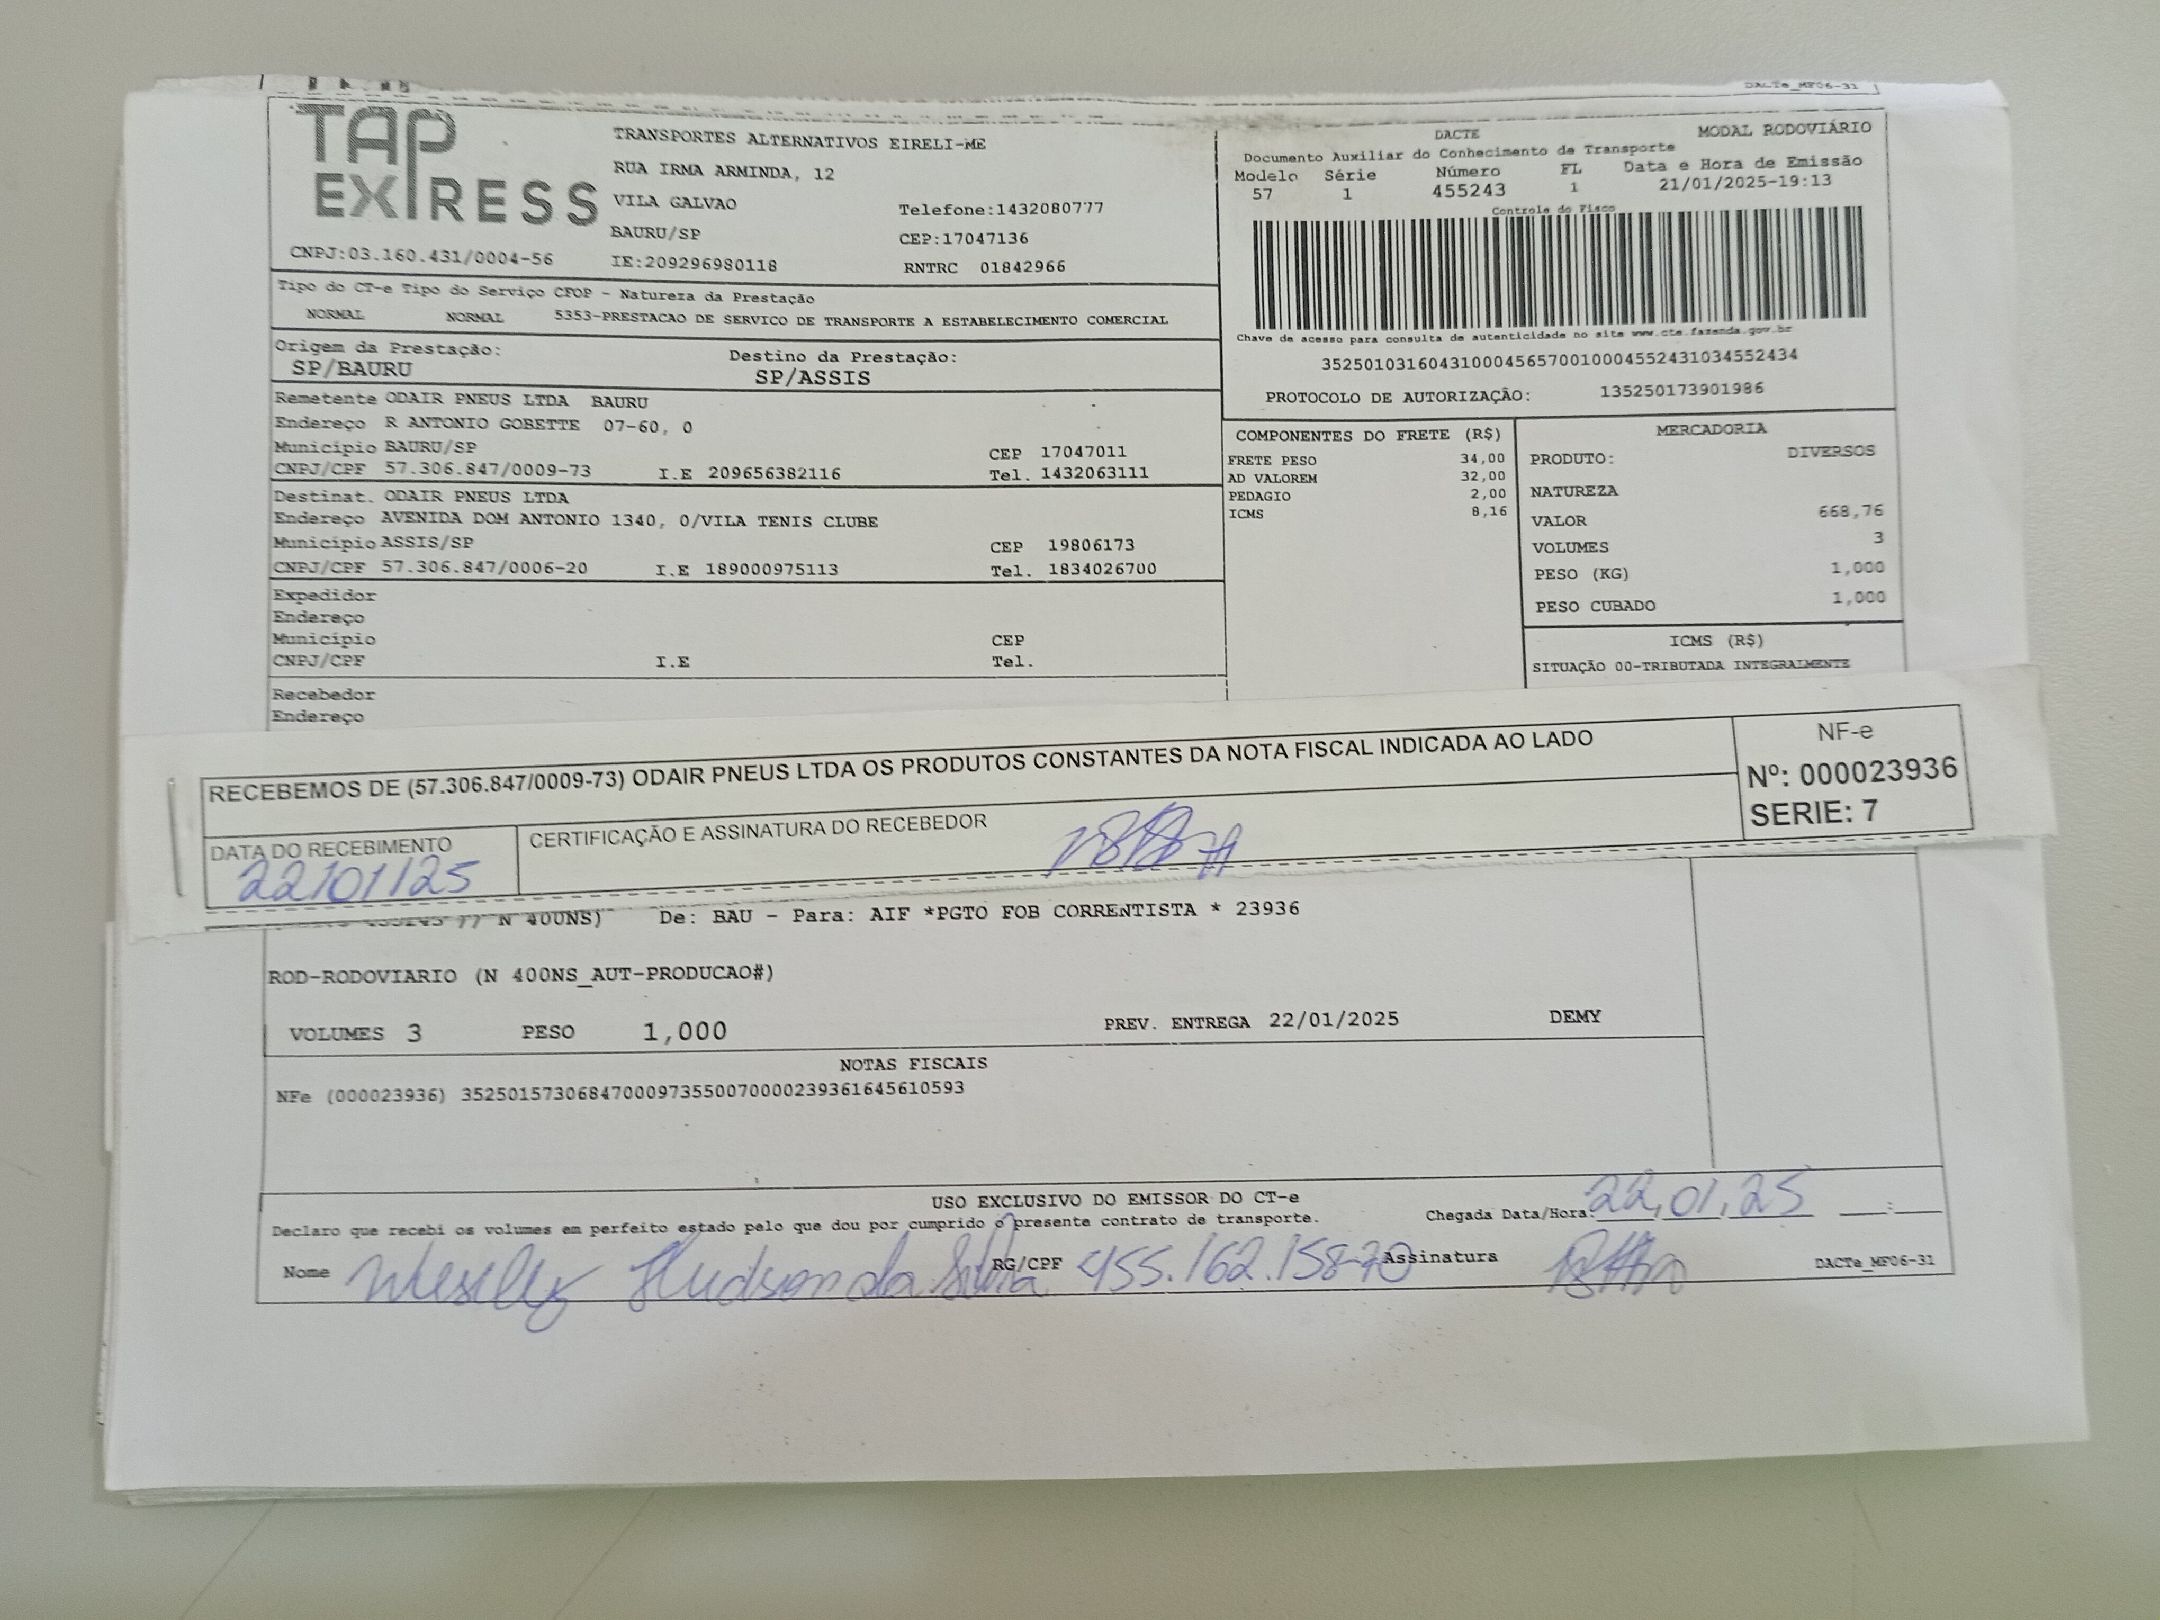 DACTe_MF06-31
TAP EXPRESS
TRANSPORTES ALTERNATIVOS EIRELI-ME
RUA IRMA ARMINDA, 12
VILA GALVAO Telefone:1432080777
BAURU/SP CEP:17047136
CNPJ:03.160.431/0004-56 IE:209296980118 RNTRC 01842966
DACTE MODAL RODOVIÁRIO
Documento Auxiliar do Conhecimento de Transporte
Modelo Série Número FL Data e Hora de Emissão
57 1 455243 1 21/01/2025-19:13
Controle do Fisco
Chave de acesso para consulta de autenticidade no site www.cte.fazenda.gov.br
35250103160431000456570010004552431034552434
PROTOCOLO DE AUTORIZAÇÃO: 135250173901986
Tipo do CT-e Tipo do Serviço CFOP - Natureza da Prestação
NORMAL NORMAL 5353-PRESTACAO DE SERVICO DE TRANSPORTE A ESTABELECIMENTO COMERCIAL
Origem da Prestação: Destino da Prestação:
SP/BAURU SP/ASSIS
Remetente ODAIR PNEUS LTDA BAURU
Endereço R ANTONIO GOBETTE 07-60, 0
Município BAURU/SP CEP 17047011
CNPJ/CPF 57.306.847/0009-73 I.E 209656382116 Tel. 1432063111
Destinat. ODAIR PNEUS LTDA
Endereço AVENIDA DOM ANTONIO 1340, 0/VILA TENIS CLUBE
Município ASSIS/SP CEP 19806173
CNPJ/CPF 57.306.847/0006-20 I.E 189000975113 Tel. 1834026700
Expedidor
Endereço
Município CEP
CNPJ/CPF I.E Tel.
Recebedor
Endereço
COMPONENTES DO FRETE (R$)
FRETE PESO 34,00
AD VALOREM 32,00
PEDAGIO 2,00
ICMS 8,16
MERCADORIA
PRODUTO: DIVERSOS
NATUREZA
VALOR 668,76
VOLUMES 3
PESO (KG) 1,000
PESO CUBADO 1,000
ICMS (R$)
SITUAÇÃO 00-TRIBUTADA INTEGRALMENTE
RECEBEMOS DE (57.306.847/0009-73) ODAIR PNEUS LTDA OS PRODUTOS CONSTANTES DA NOTA FISCAL INDICADA AO LADO
NF-e
Nº: 000023936
SERIE: 7
DATA DO RECEBIMENTO CERTIFICAÇÃO E ASSINATURA DO RECEBEDOR
22/01/25
N 400NS) De: BAU - Para: AIF *PGTO FOB CORRENTISTA * 23936
ROD-RODOVIARIO (N 400NS_AUT-PRODUCAO#)
VOLUMES 3 PESO 1,000 PREV. ENTREGA 22/01/2025 DEMY
NOTAS FISCAIS
NFe (000023936) 35250157306847000973550070000239361645610593
USO EXCLUSIVO DO EMISSOR DO CT-e
Declaro que recebi os volumes em perfeito estado pelo que dou por cumprido o presente contrato de transporte. Chegada Data/Hora: 22,01,25 :
Nome Weslley Hudson da Silva RG/CPF 455.162.158-70 Assinatura DACTe_MF06-31